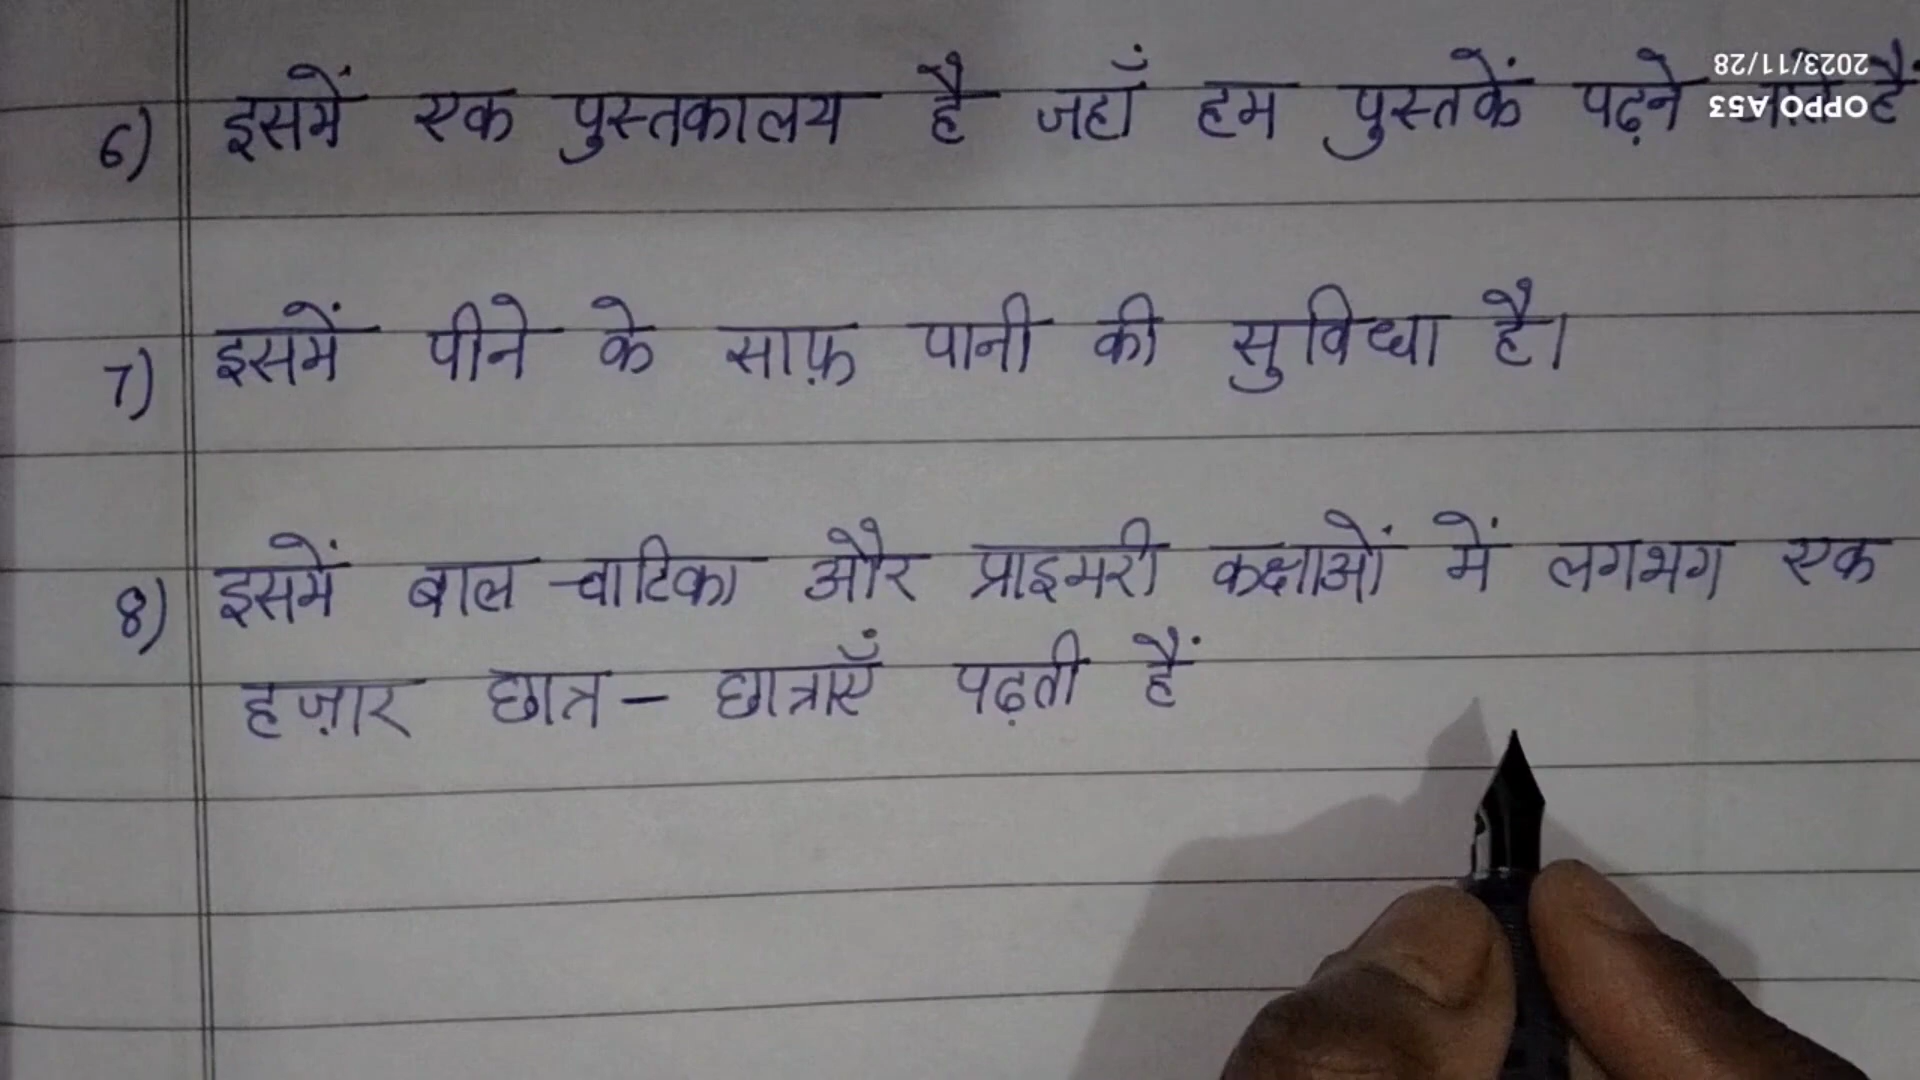 2023/11/28
OPPO A53
6) इसमें एक पुस्तकालय है जहाँ हम पुस्तकें पढ़ने हैं
7) इसमें पीने के साफ़ पानी की सुविधा है।
8) इसमें बाल वाटिका और प्राइमरी कक्षाओं में लगभग एक
हज़ार छात्र - छात्राएँ पढ़ती हैं